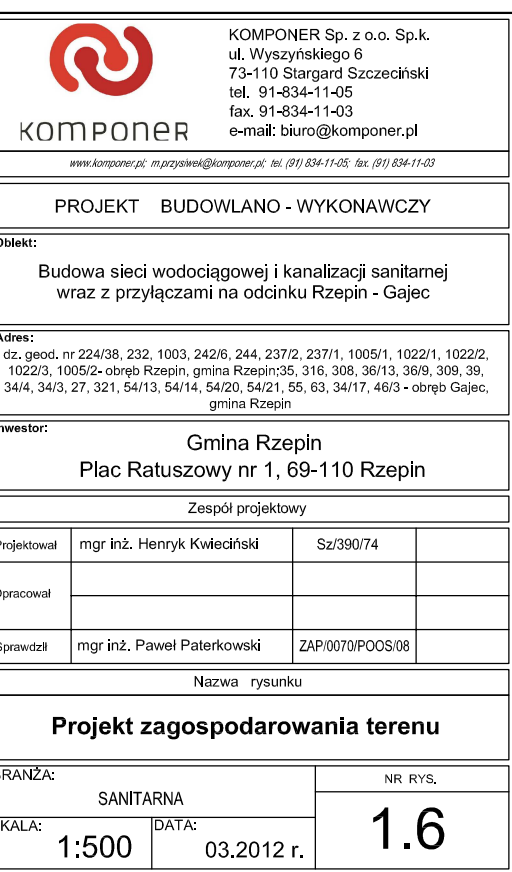 KOMPONER
KOMPONER Sp. z o.o. Sp.k.
ul. Wyszyńskiego 6
73-110 Stargard Szczeciński
tel. 91-834-11-05
fax. 91-834-11-03
e-mail: biuro@komponer.pl
www.komponer.pl; m.przysiwek@komponer.pl; tel. (91) 834-11-05; fax. (91) 834-11-03
PROJEKT BUDOWLANO - WYKONAWCZY
Obiekt:
Budowa sieci wodociągowej i kanalizacji sanitarnej
wraz z przyłączami na odcinku Rzepin - Gajec
Adres:
dz. geod. nr 224/38, 232, 1003, 242/6, 244, 237/2, 237/1, 1005/1, 1022/1, 1022/2,
1022/3, 1005/2- obręb Rzepin, gmina Rzepin;35, 316, 308, 36/13, 36/9, 309, 39,
34/4, 34/3, 27, 321, 54/13, 54/14, 54/20, 54/21, 55, 63, 34/17, 46/3 - obręb Gajec,
gmina Rzepin
Inwestor:
Gmina Rzepin
Plac Ratuszowy nr 1, 69-110 Rzepin
Zespół projektowy
Projektował mgr inż. Henryk Kwieciński Sz/390/74
Opracował
Sprawdził mgr inż. Paweł Paterkowski ZAP/0070/POOS/08
Nazwa rysunku
Projekt zagospodarowania terenu
BRANŻA:
SANITARNA
SKALA:
1:500
DATA:
03.2012 r.
NR RYS.
1.6